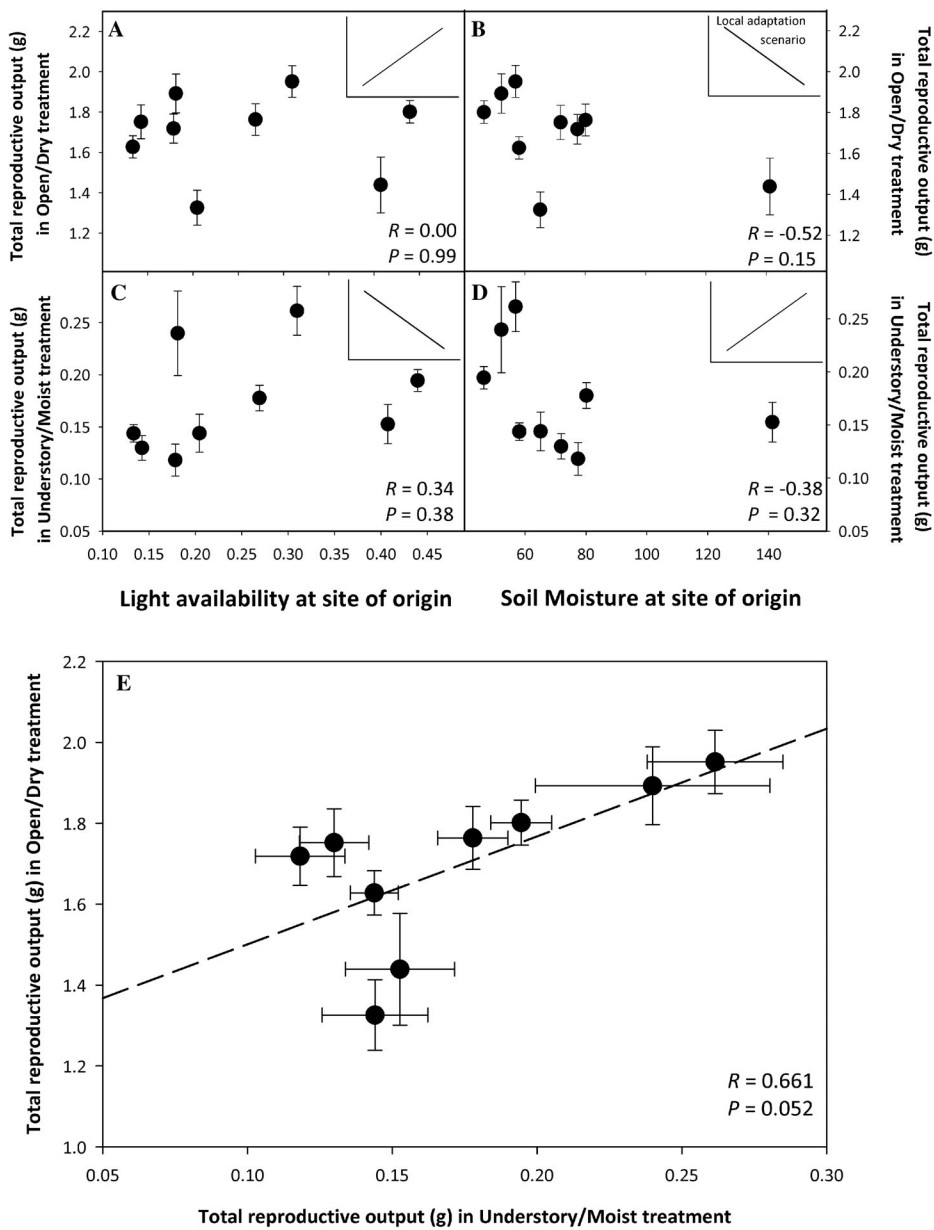 A
Total reproductive output (g)
in Open/Dry treatment
2.2
2.0
1.8
1.6
1.4
1.2
R = 0.00
P = 0.99
B
Local adaptation
scenario
2.2
2.0
1.8
1.6
1.4
1.2
Total reproductive output (g)
in Open/Dry treatment
R = -0.52
P = 0.15
C
Total reproductive output (g)
in Understory/Moist treatment
0.25
0.20
0.15
0.10
0.05
R = 0.34
P = 0.38
0.10 0.15 0.20 0.25 0.30 0.35 0.40 0.45
Light availability at site of origin
D
0.25
0.20
0.15
0.10
0.05
Total reproductive output (g)
in Understory/Moist treatment
R = -0.38
P = 0.32
60 80 100 120 140
Soil Moisture at site of origin
E
Total reproductive output (g) in Open/Dry treatment
2.2
2.0
1.8
1.6
1.4
1.2
1.0
R = 0.661
P = 0.052
0.05 0.10 0.15 0.20 0.25 0.30
Total reproductive output (g) in Understory/Moist treatment